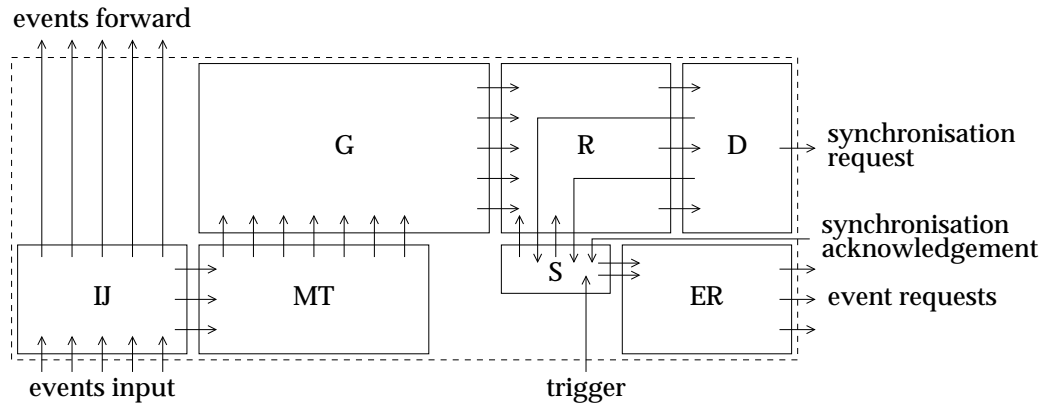 events forward
G
R
D
synchronisation
request
synchronisation
acknowledgement
IJ
MT
S
ER
event requests
events input
trigger